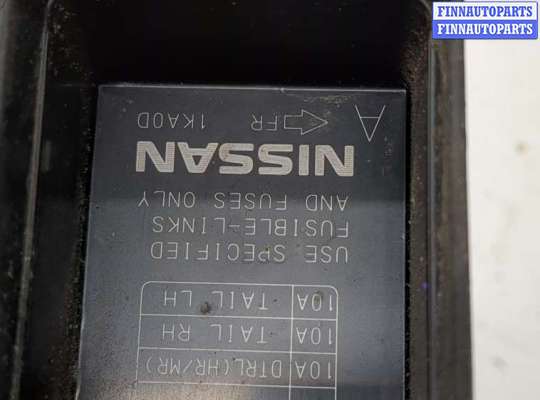 FINNAUTOPARTS
FINNAUTOPARTS
A
FR 1KA0D
NISSAN
USE SPECIFIED
FUSIBLE-LINKS
AND FUSES ONLY
10A TAIL LH
10A TAIL RH
10A DTRL(HR/MR)